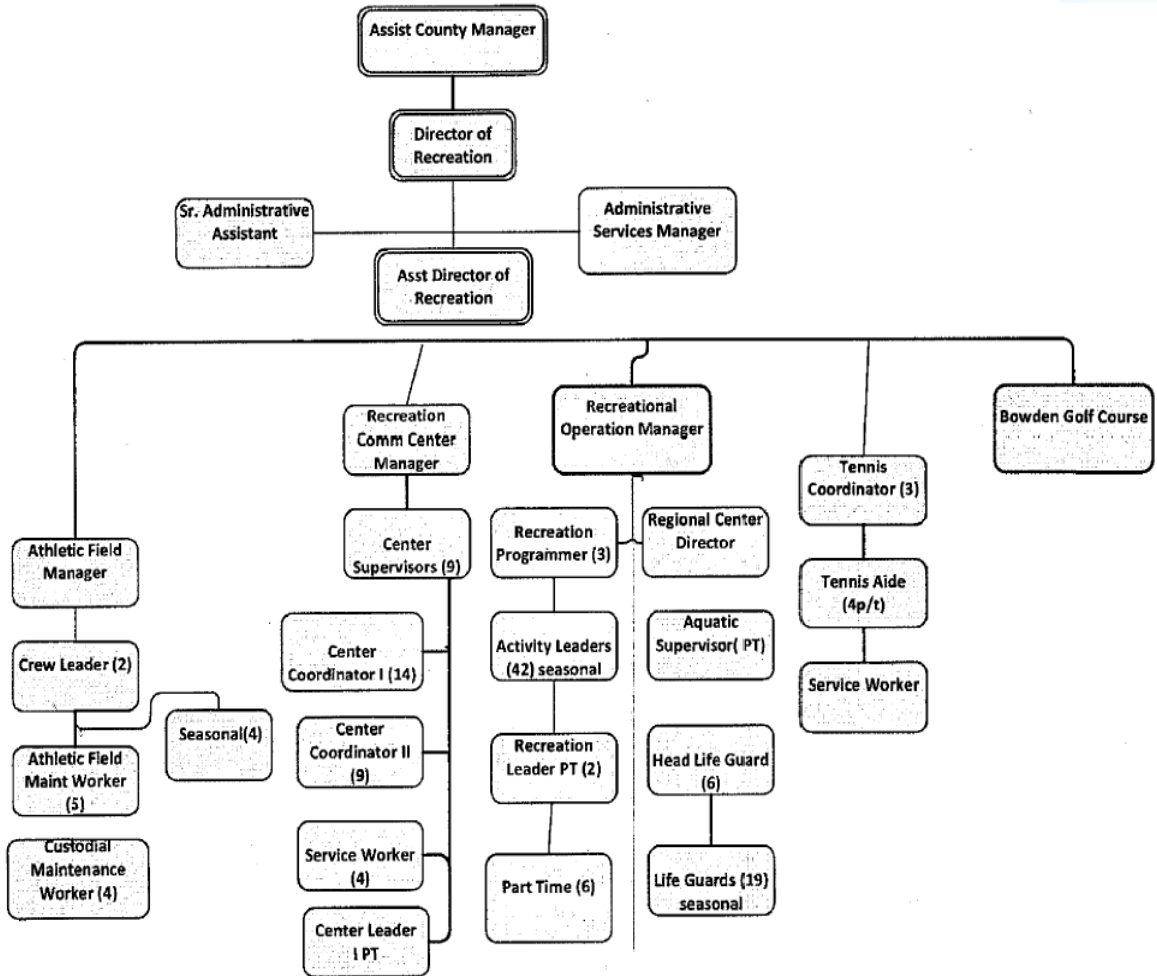 Assist County Manager
Director of
Recreation
Sr. Administrative
Assistant
Administrative
Services Manager
Asst Director of
Recreation
Recreation
Comm Center
Manager
Recreational
Operation Manager
Bowden Golf Course
Tennis
Coordinator (3)
Athletic Field
Manager
Center
Supervisors (9)
Recreation
Programmer (3)
Regional Center
Director
Tennis Aide
(4p/t)
Crew Leader (2)
Center
Coordinator I (14)
Activity Leaders
(42) seasonal
Aquatic
Supervisor( PT)
Service Worker
Seasonal(4)
Athletic Field
Maint Worker
(5)
Center
Coordinator II
(9)
Recreation
Leader PT (2)
Head Life Guard
(6)
Custodial
Maintenance
Worker (4)
Service Worker
(4)
Part Time (6)
Life Guards (19)
seasonal
Center Leader
I PT